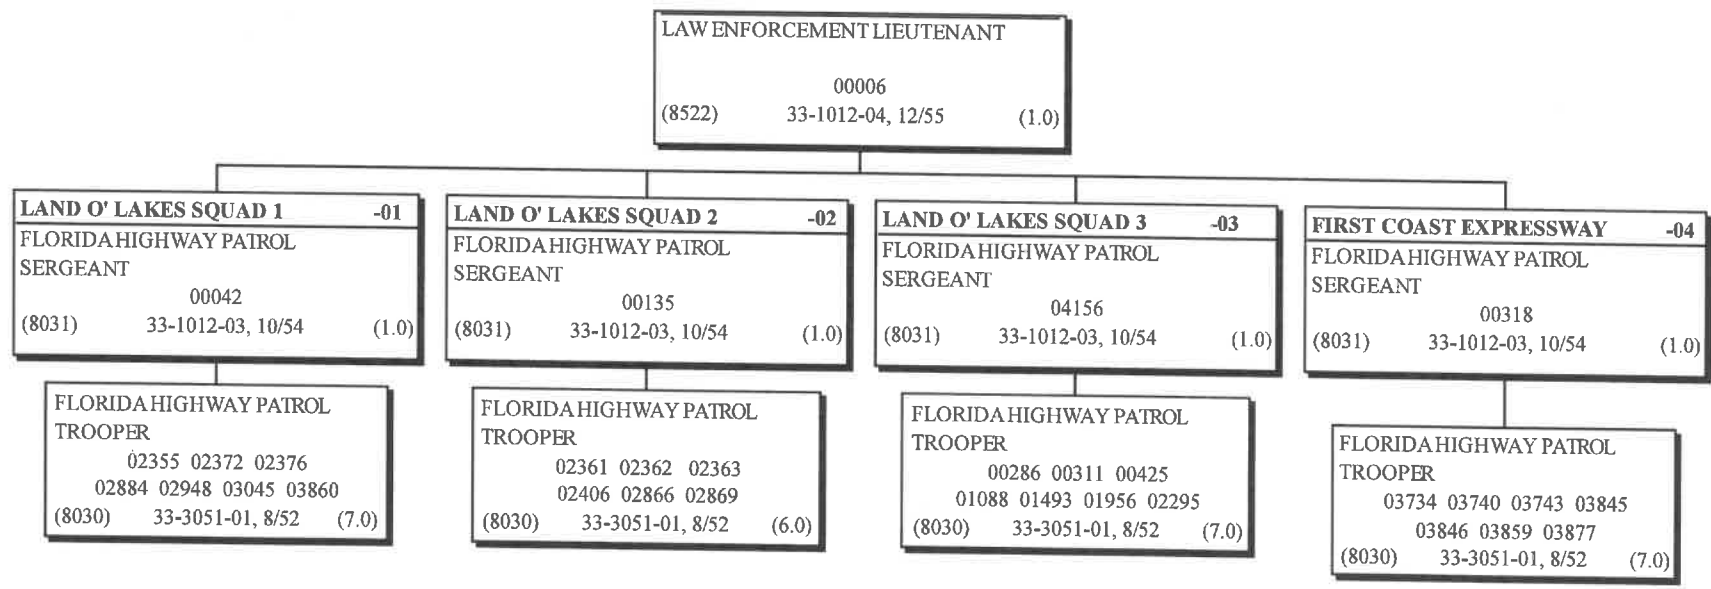 LAW ENFORCEMENT LIEUTENANT
00006
(8522) 33-1012-04, 12/55 (1.0)
LAND O' LAKES SQUAD 1 -01
FLORIDA HIGHWAY PATROL
SERGEANT
00042
(8031) 33-1012-03, 10/54 (1.0)
FLORIDA HIGHWAY PATROL
TROOPER
02355 02372 02376
02884 02948 03045 03860
(8030) 33-3051-01, 8/52 (7.0)
LAND O' LAKES SQUAD 2 -02
FLORIDA HIGHWAY PATROL
SERGEANT
00135
(8031) 33-1012-03, 10/54 (1.0)
FLORIDA HIGHWAY PATROL
TROOPER
02361 02362 02363
02406 02866 02869
(8030) 33-3051-01, 8/52 (6.0)
LAND O' LAKES SQUAD 3 -03
FLORIDA HIGHWAY PATROL
SERGEANT
04156
(8031) 33-1012-03, 10/54 (1.0)
FLORIDA HIGHWAY PATROL
TROOPER
00286 00311 00425
01088 01493 01956 02295
(8030) 33-3051-01, 8/52 (7.0)
FIRST COAST EXPRESSWAY -04
FLORIDA HIGHWAY PATROL
SERGEANT
00318
(8031) 33-1012-03, 10/54 (1.0)
FLORIDA HIGHWAY PATROL
TROOPER
03734 03740 03743 03845
03846 03859 03877
(8030) 33-3051-01, 8/52 (7.0)